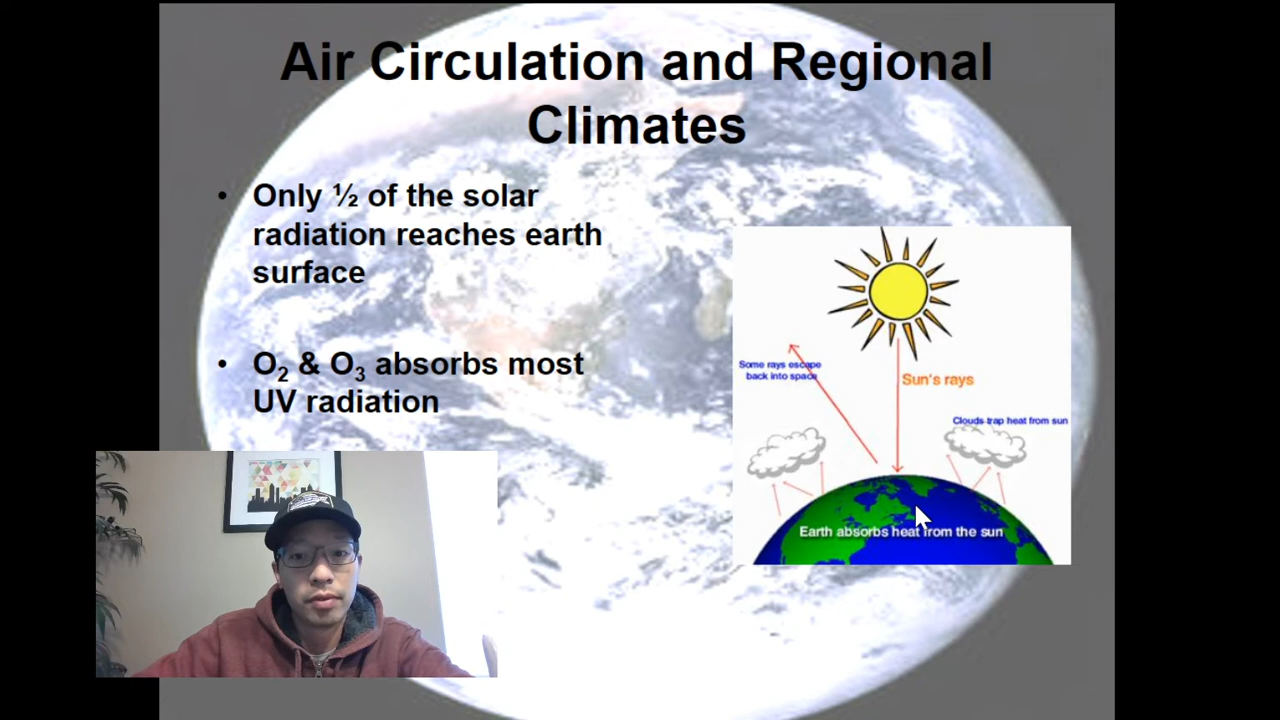 Air Circulation and Regional
Climates
• Only ½ of the solar
radiation reaches earth
surface
• O₂ & O₃ absorbs most
UV radiation
Some rays escape
back into space
Sun's rays
Clouds trap heat from sun
Earth absorbs heat from the sun